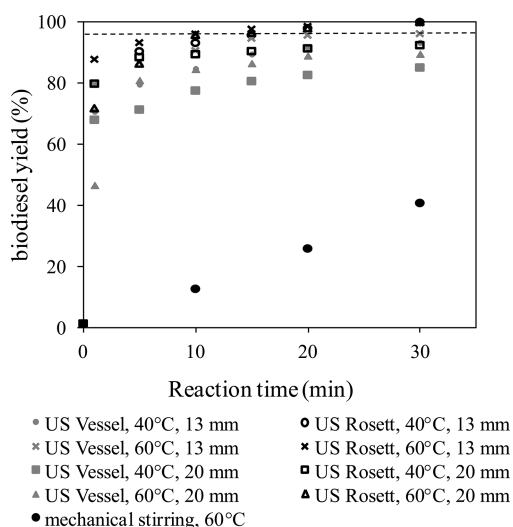 100
80
60
40
20
0
biodiesel yield (%)
0 10 20 30
Reaction time (min)
US Vessel, 40°C, 13 mm
US Rosett, 40°C, 13 mm
US Vessel, 60°C, 13 mm
US Rosett, 60°C, 13 mm
US Vessel, 40°C, 20 mm
US Rosett, 40°C, 20 mm
US Vessel, 60°C, 20 mm
US Rosett, 60°C, 20 mm
mechanical stirring, 60°C